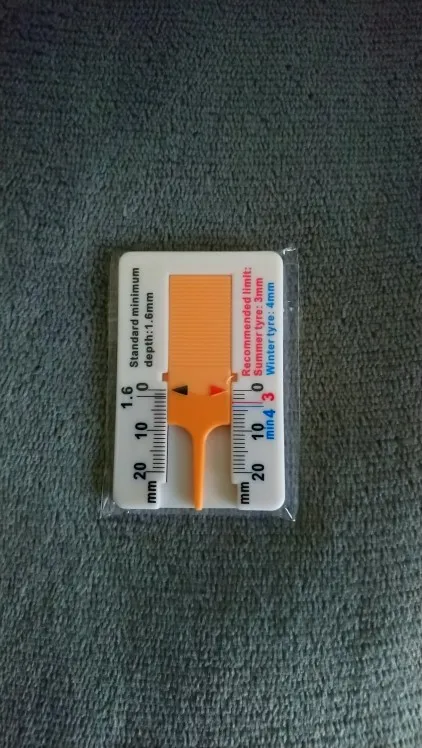 Standard minimum
depth:1.6mm
1.6
0
10
20
mm
Recommended limit:
Summer tyre: 3mm
Winter tyre: 4mm
0
10
20
mm
min4 3